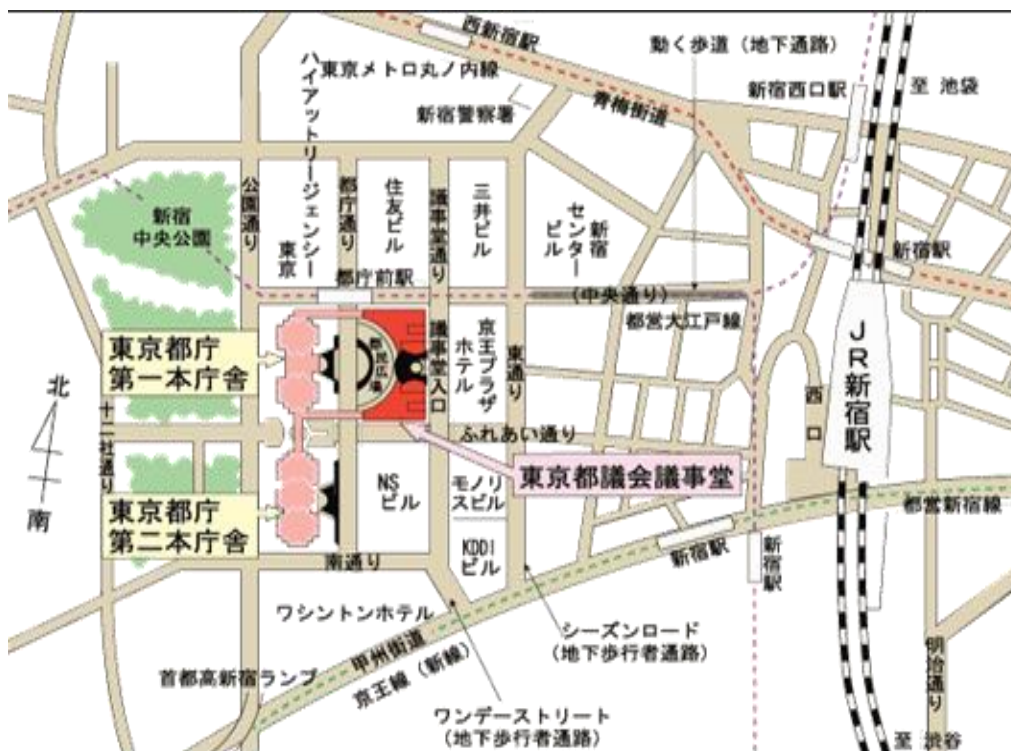 西新宿駅
動く歩道（地下通路）
東京メトロ丸ノ内線
新宿西口駅
至 池袋
青梅街道
新宿警察署
ハイアットリージェンシー
東京
公園通り
都庁通り
住友ビル
議事堂通り
三井ビル
新宿
センター
ビル
新宿
中央公園
新宿駅
都庁前駅
（中央通り）
都営大江戸線
東京都庁
第一本庁舎
都民広場
議事堂入口
京王プラザ
ホテル
東通り
JR新宿駅
西口
北
南
十二社通り
ふれあい通り
東京都議会議事堂
東京都庁
第二本庁舎
NS
ビル
モノリ
スビル
KDDI
ビル
都営新宿線
新宿駅
新宿駅
南通り
ワシントンホテル
シーズンロード
（地下歩行者通路）
甲州街道
京王線（新線）
首都高新宿ランプ
明治通り
ワンデーストリート
（地下歩行者通路）
至 渋谷